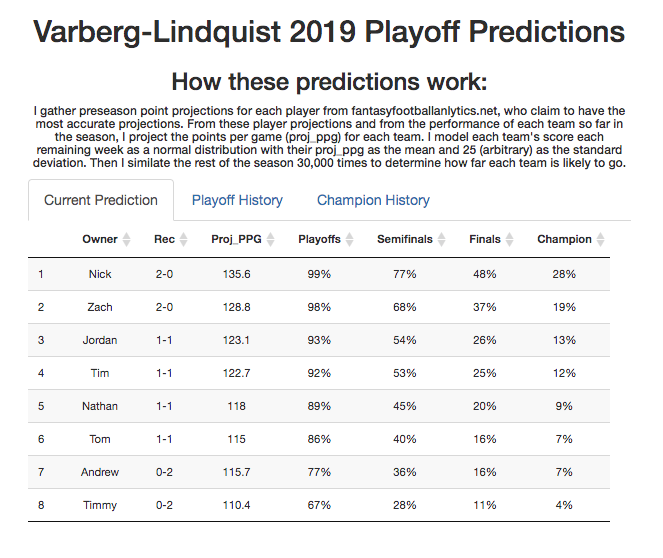 Varberg-Lindquist 2019 Playoff Predictions
How these predictions work:
I gather preseason point projections for each player from fantasyfootballanlytics.net, who claim to have the
most accurate projections. From these player projections and from the performance of each team so far in
the season, I project the points per game (proj_ppg) for each team. I model each team's score each
remaining week as a normal distribution with their proj_ppg as the mean and 25 (arbitrary) as the standard
deviation. Then I similate the rest of the season 30,000 times to determine how far each team is likely to go.
Current Prediction Playoff History Champion History
Owner Rec Proj_PPG Playoffs Semifinals Finals Champion
1 Nick 2-0 135.6 99% 77% 48% 28%
2 Zach 2-0 128.8 98% 68% 37% 19%
3 Jordan 1-1 123.1 93% 54% 26% 13%
4 Tim 1-1 122.7 92% 53% 25% 12%
5 Nathan 1-1 118 89% 45% 20% 9%
6 Tom 1-1 115 86% 40% 16% 7%
7 Andrew 0-2 115.7 77% 36% 16% 7%
8 Timmy 0-2 110.4 67% 28% 11% 4%